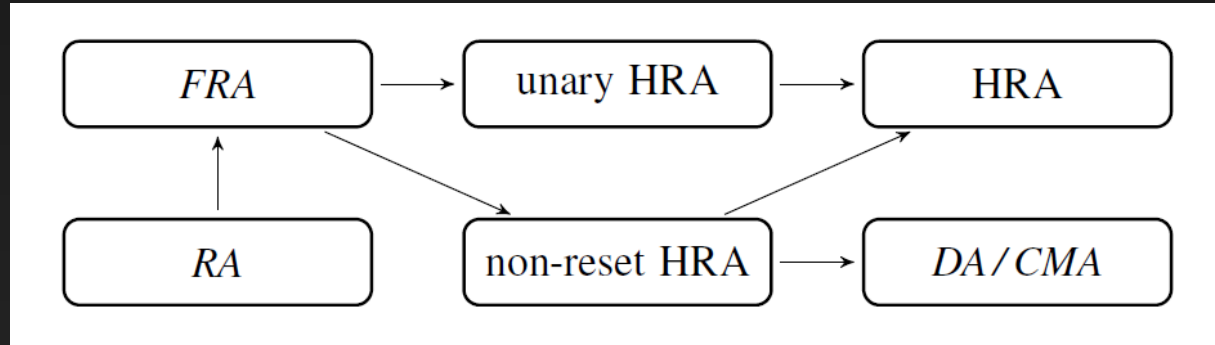 FRA
unary HRA
HRA
RA
non-reset HRA
DA / CMA